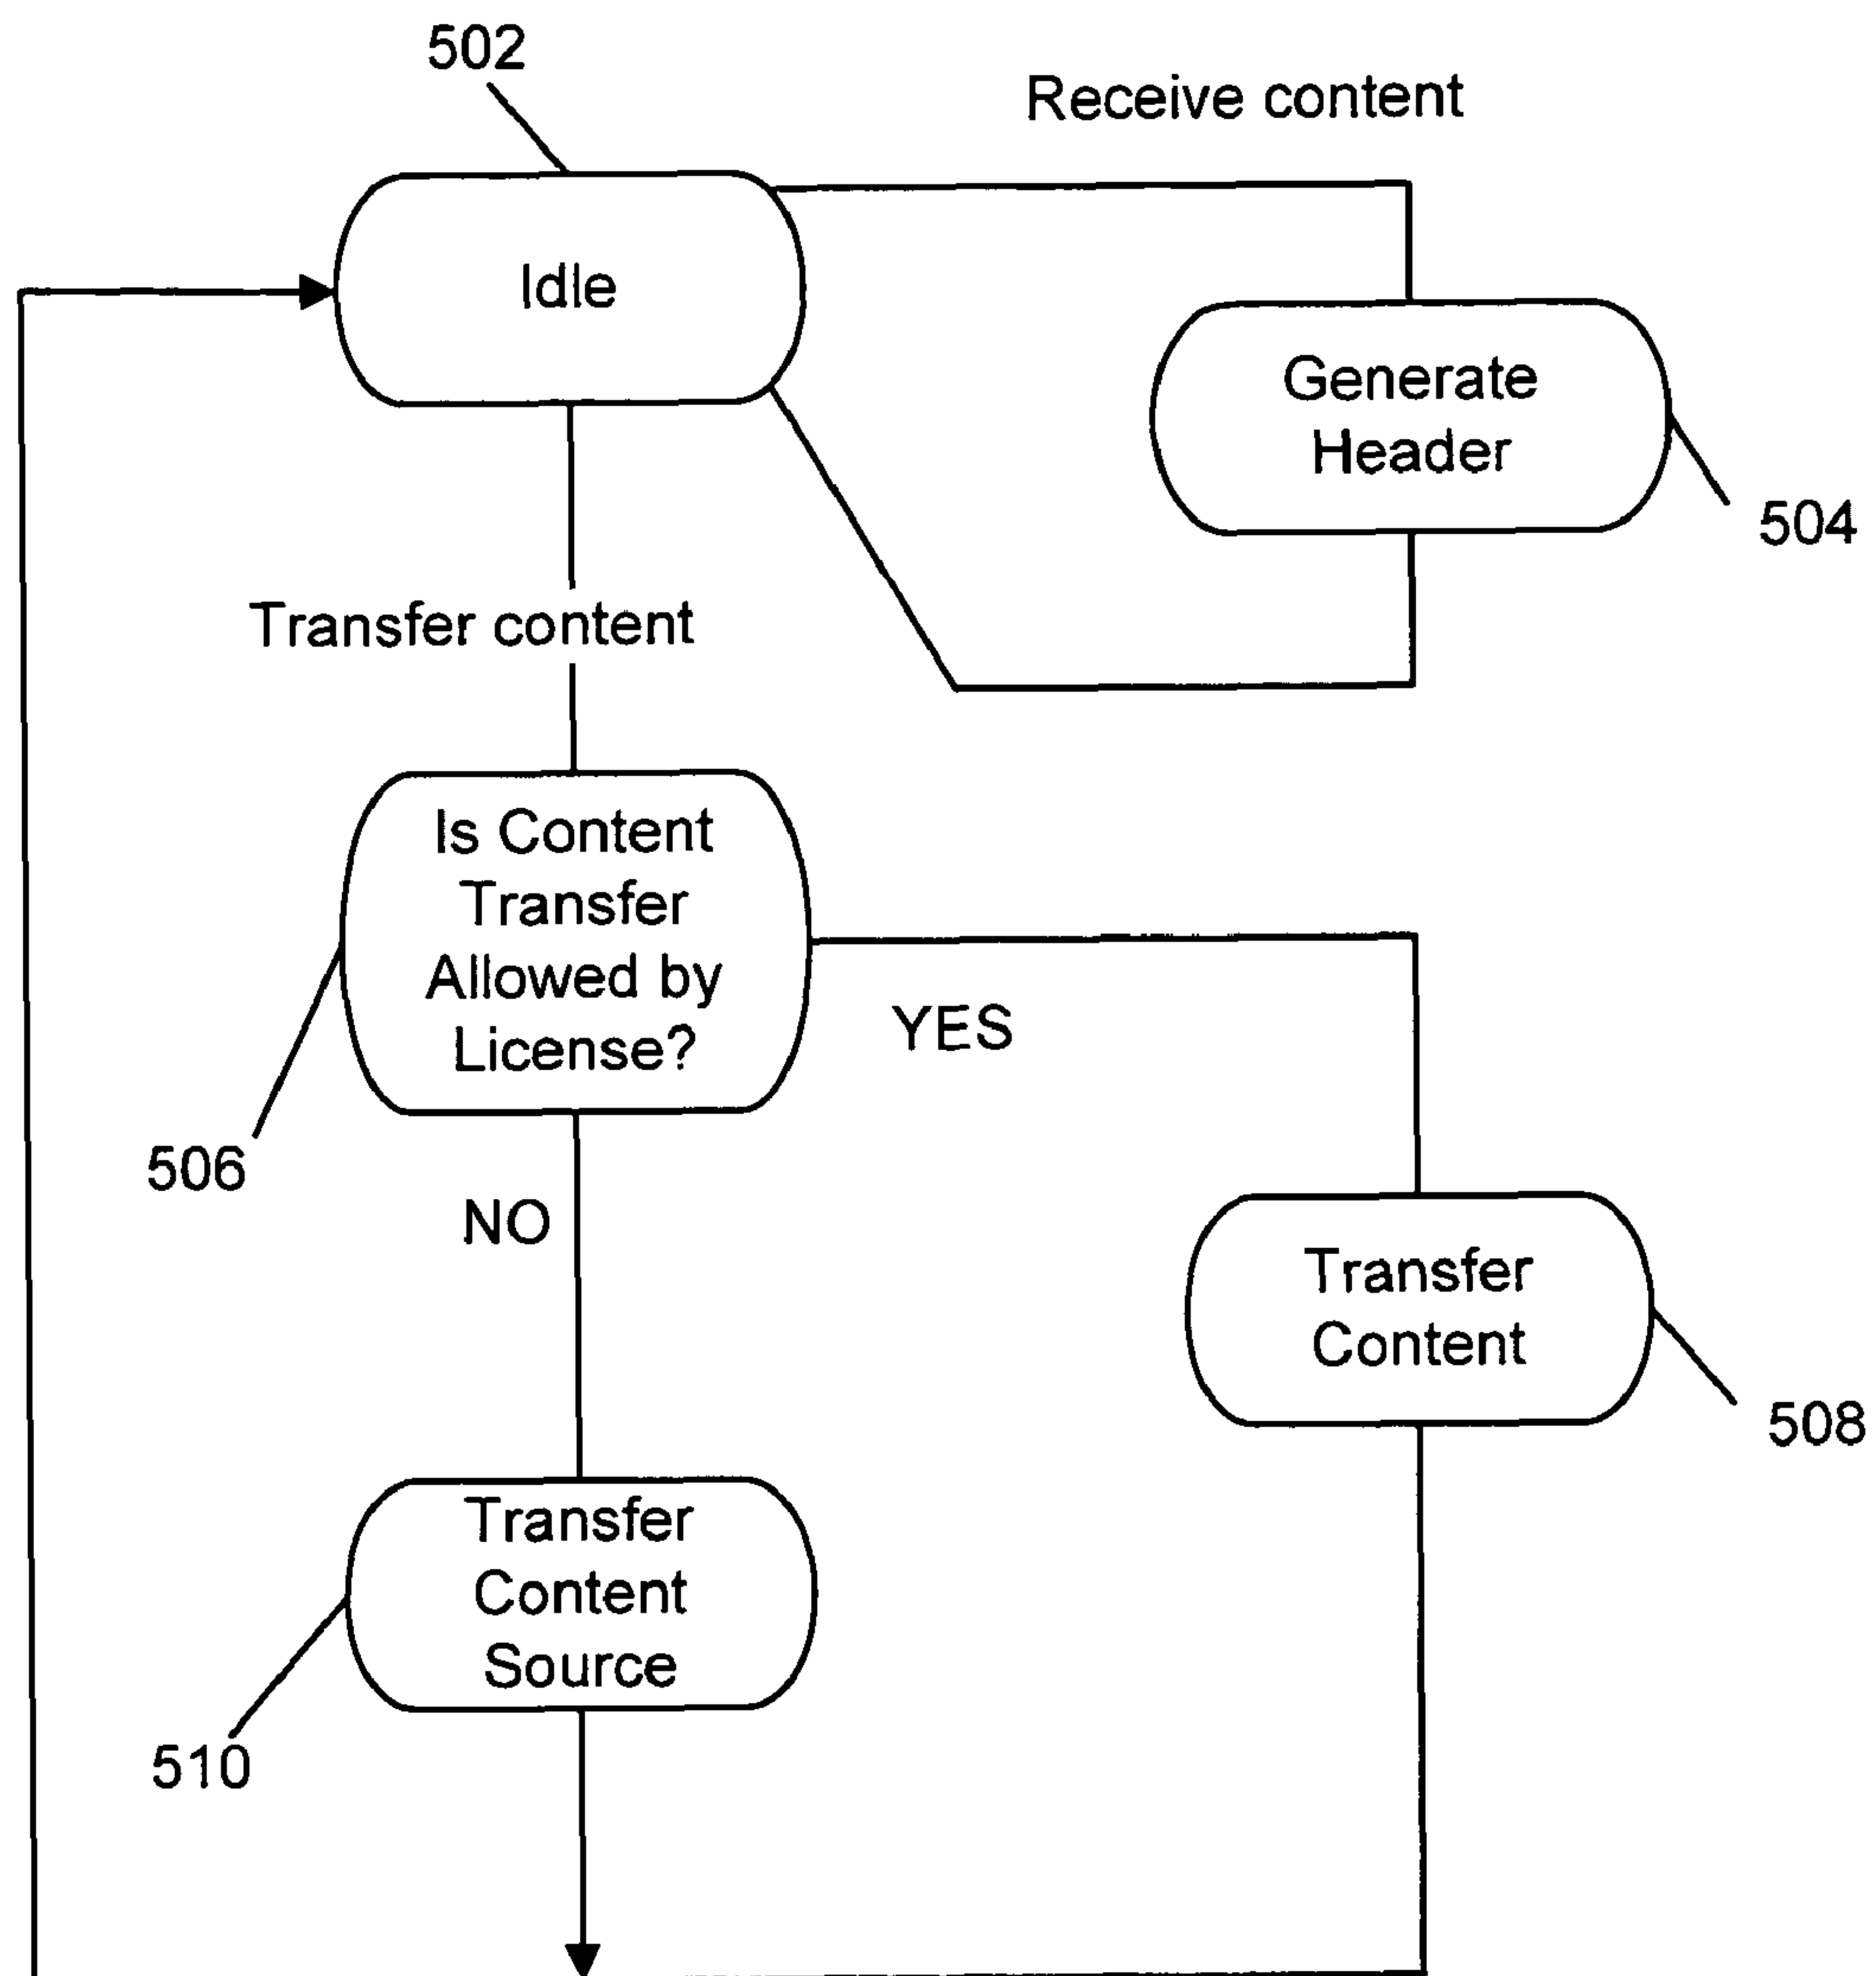 502
Receive content
Idle
Generate
Header
504
Transfer content
Is Content
Transfer
Allowed by
License?
YES
506
NO
Transfer
Content
508
Transfer
Content
Source
510